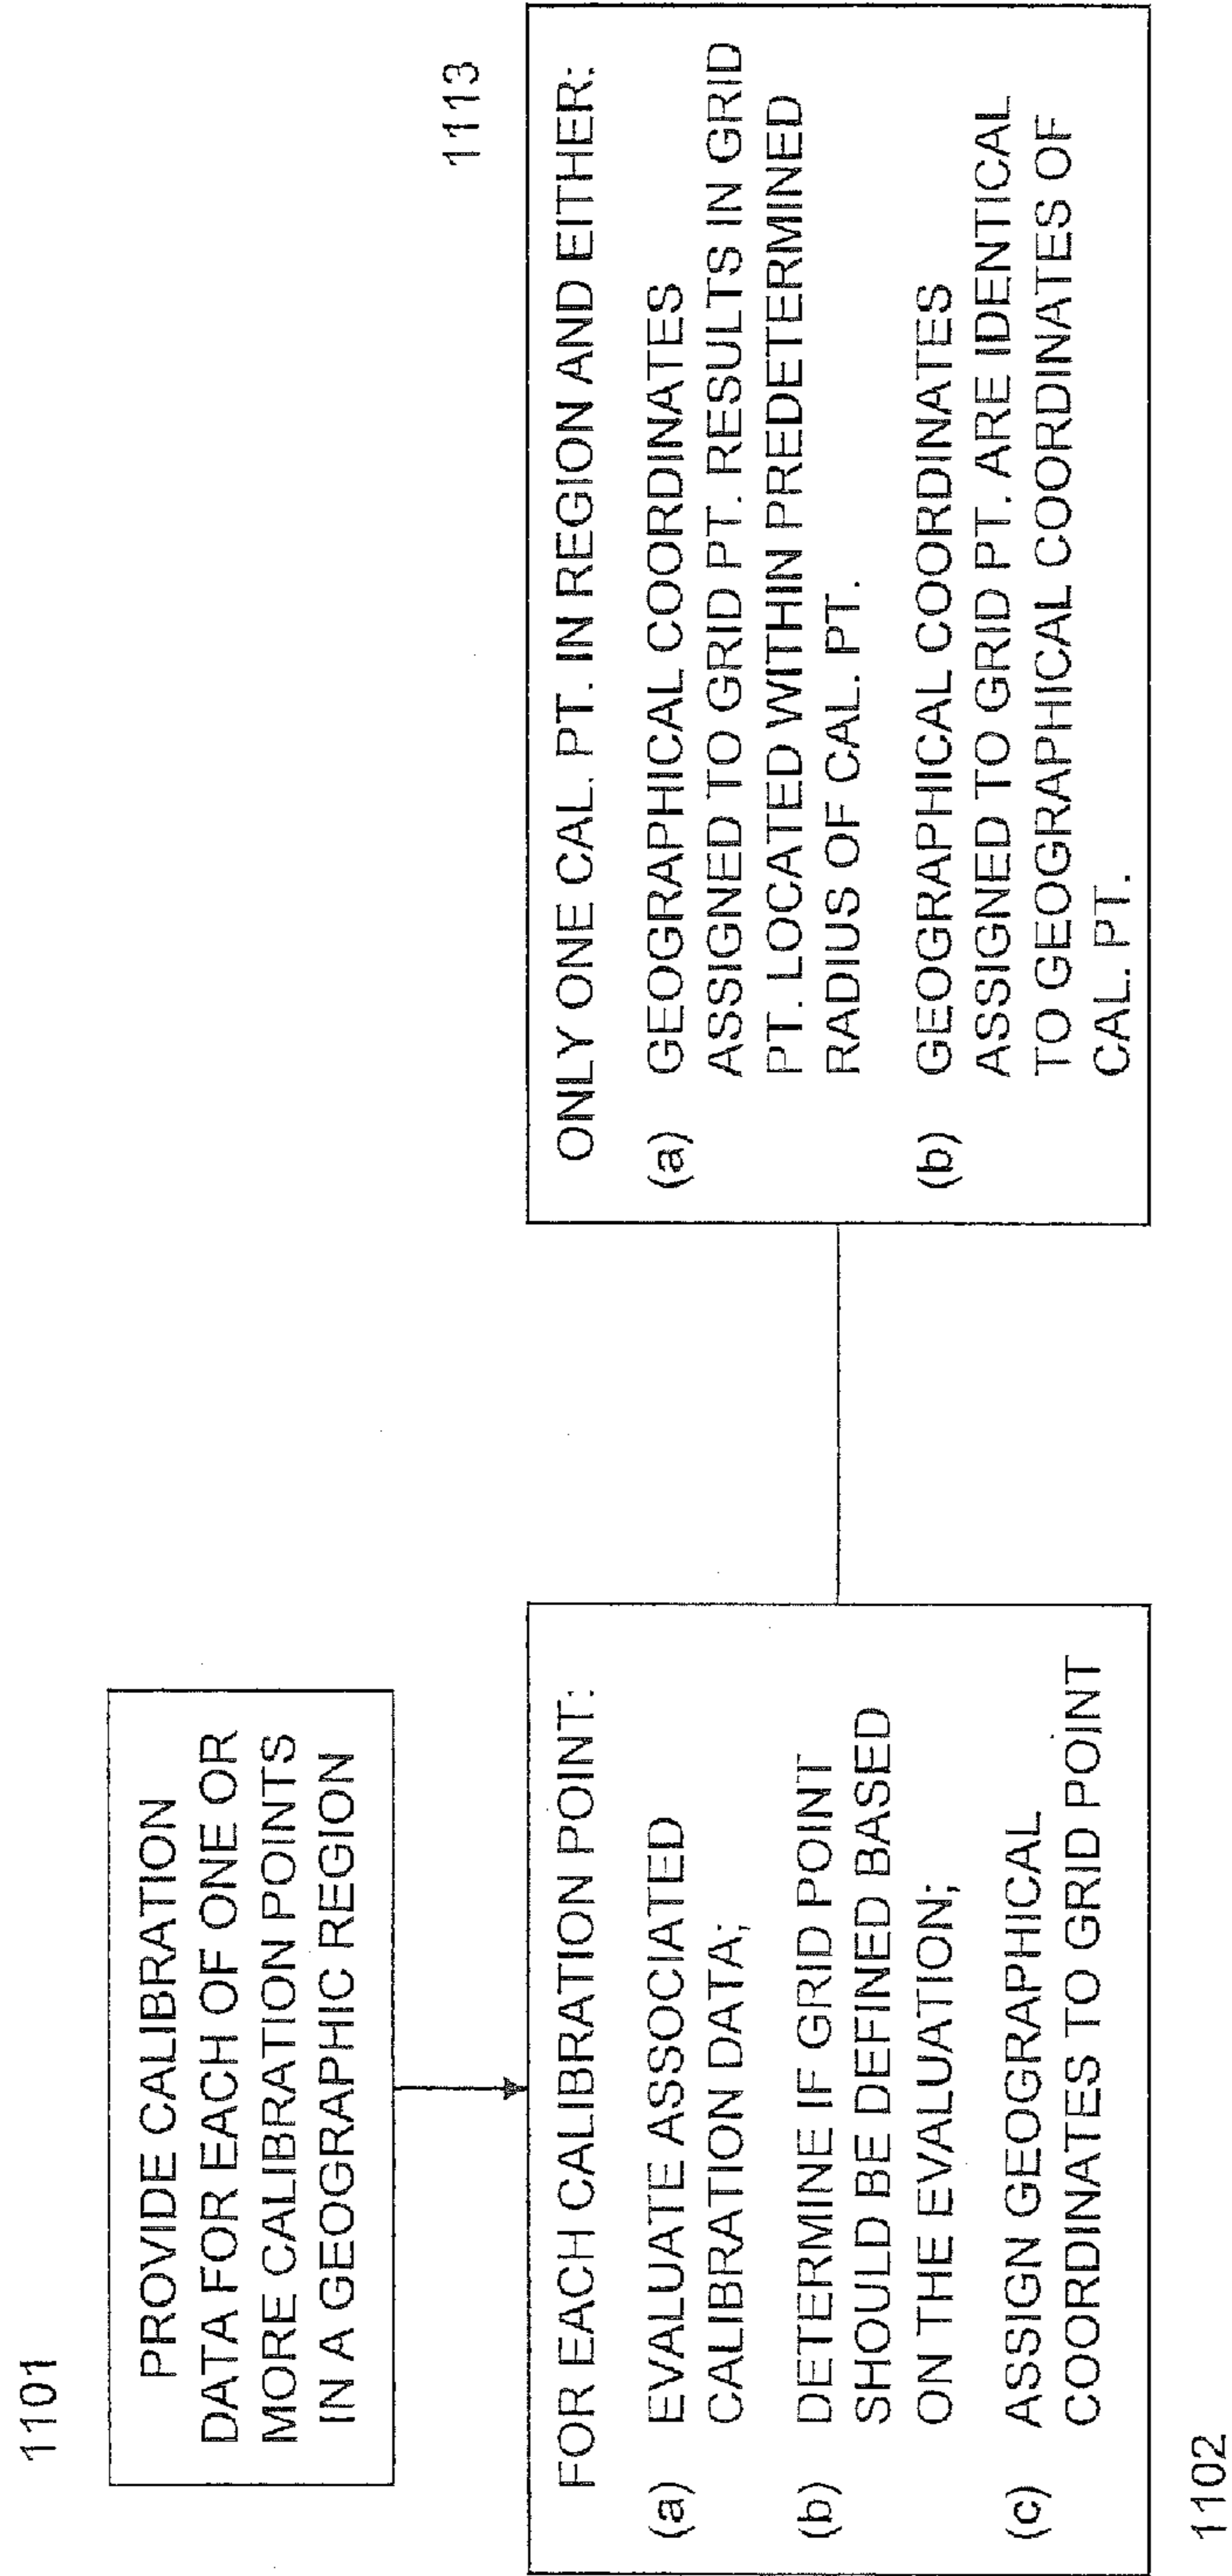 1101
PROVIDE CALIBRATION
DATA FOR EACH OF ONE OR
MORE CALIBRATION POINTS
IN A GEOGRAPHIC REGION
FOR EACH CALIBRATION POINT:
(a) EVALUATE ASSOCIATED
CALIBRATION DATA;
(b) DETERMINE IF GRID POINT
SHOULD BE DEFINED BASED
ON THE EVALUATION;
(c) ASSIGN GEOGRAPHICAL
COORDINATES TO GRID POINT
1102
1113
ONLY ONE CAL. PT. IN REGION AND EITHER:
(a) GEOGRAPHICAL COORDINATES
ASSIGNED TO GRID PT. RESULTS IN GRID
PT. LOCATED WITHIN PREDETERMINED
RADIUS OF CAL. PT.
(b) GEOGRAPHICAL COORDINATES
ASSIGNED TO GRID PT. ARE IDENTICAL
TO GEOGRAPHICAL COORDINATES OF
CAL. PT.